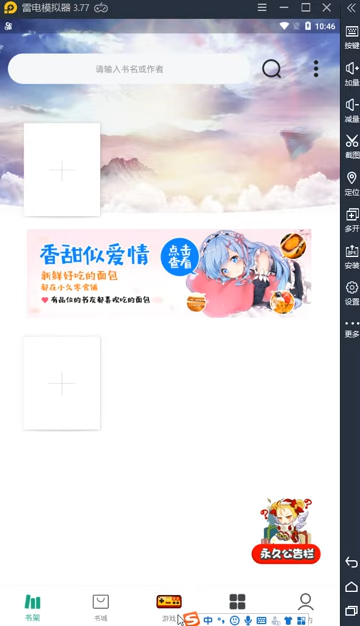 雷电模拟器 3.77
10:46
请输入书名或作者
按键
加量
减量
截图
定位
多开
安装
设置
更多
香甜似爱情
点击
查看
新鲜好吃的面包
都在小久零食铺
有品位的书友都喜欢吃的面包
永久公告栏
书架
书城
游戏
中